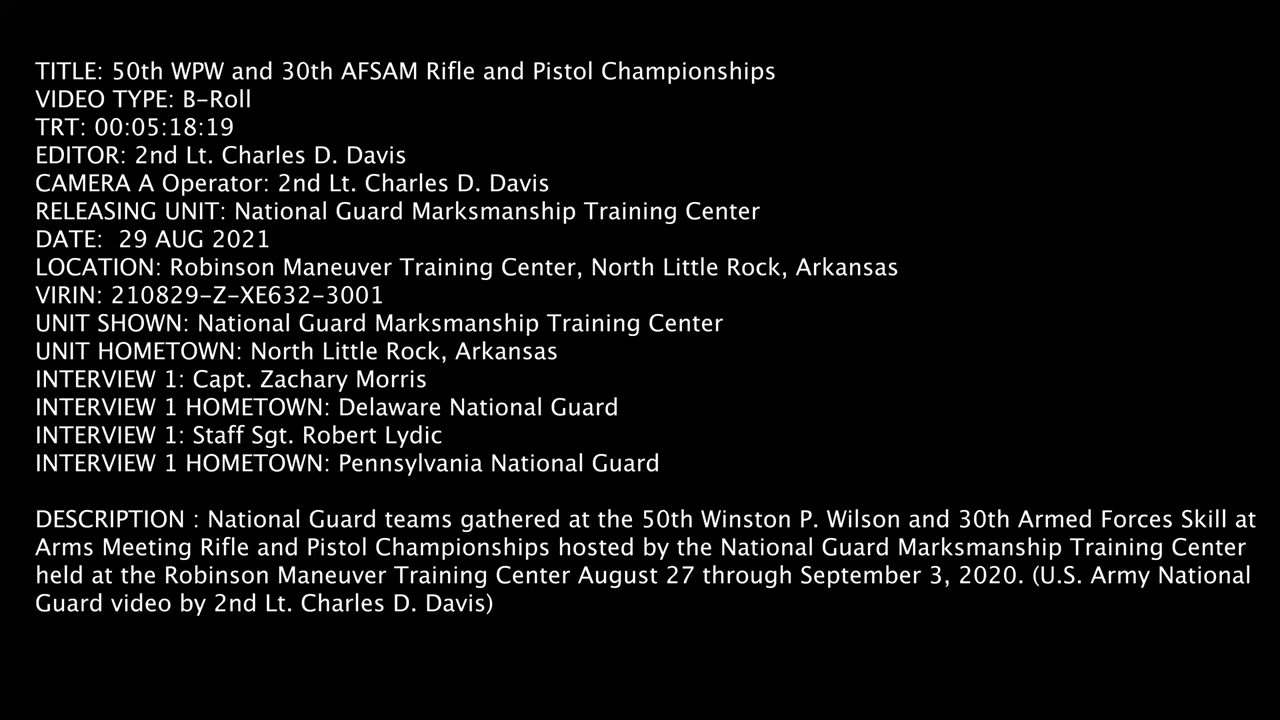 TITLE: 50th WPW and 30th AFSAM Rifle and Pistol Championships
VIDEO TYPE: B-Roll
TRT: 00:05:18:19
EDITOR: 2nd Lt. Charles D. Davis
CAMERA A Operator: 2nd Lt. Charles D. Davis
RELEASING UNIT: National Guard Marksmanship Training Center
DATE:  29 AUG 2021
LOCATION: Robinson Maneuver Training Center, North Little Rock, Arkansas
VIRIN: 210829-Z-XE632-3001
UNIT SHOWN: National Guard Marksmanship Training Center
UNIT HOMETOWN: North Little Rock, Arkansas
INTERVIEW 1: Capt. Zachary Morris
INTERVIEW 1 HOMETOWN: Delaware National Guard
INTERVIEW 1: Staff Sgt. Robert Lydic
INTERVIEW 1 HOMETOWN: Pennsylvania National Guard
DESCRIPTION : National Guard teams gathered at the 50th Winston P. Wilson and 30th Armed Forces Skill at
Arms Meeting Rifle and Pistol Championships hosted by the National Guard Marksmanship Training Center
held at the Robinson Maneuver Training Center August 27 through September 3, 2020. (U.S. Army National
Guard video by 2nd Lt. Charles D. Davis)